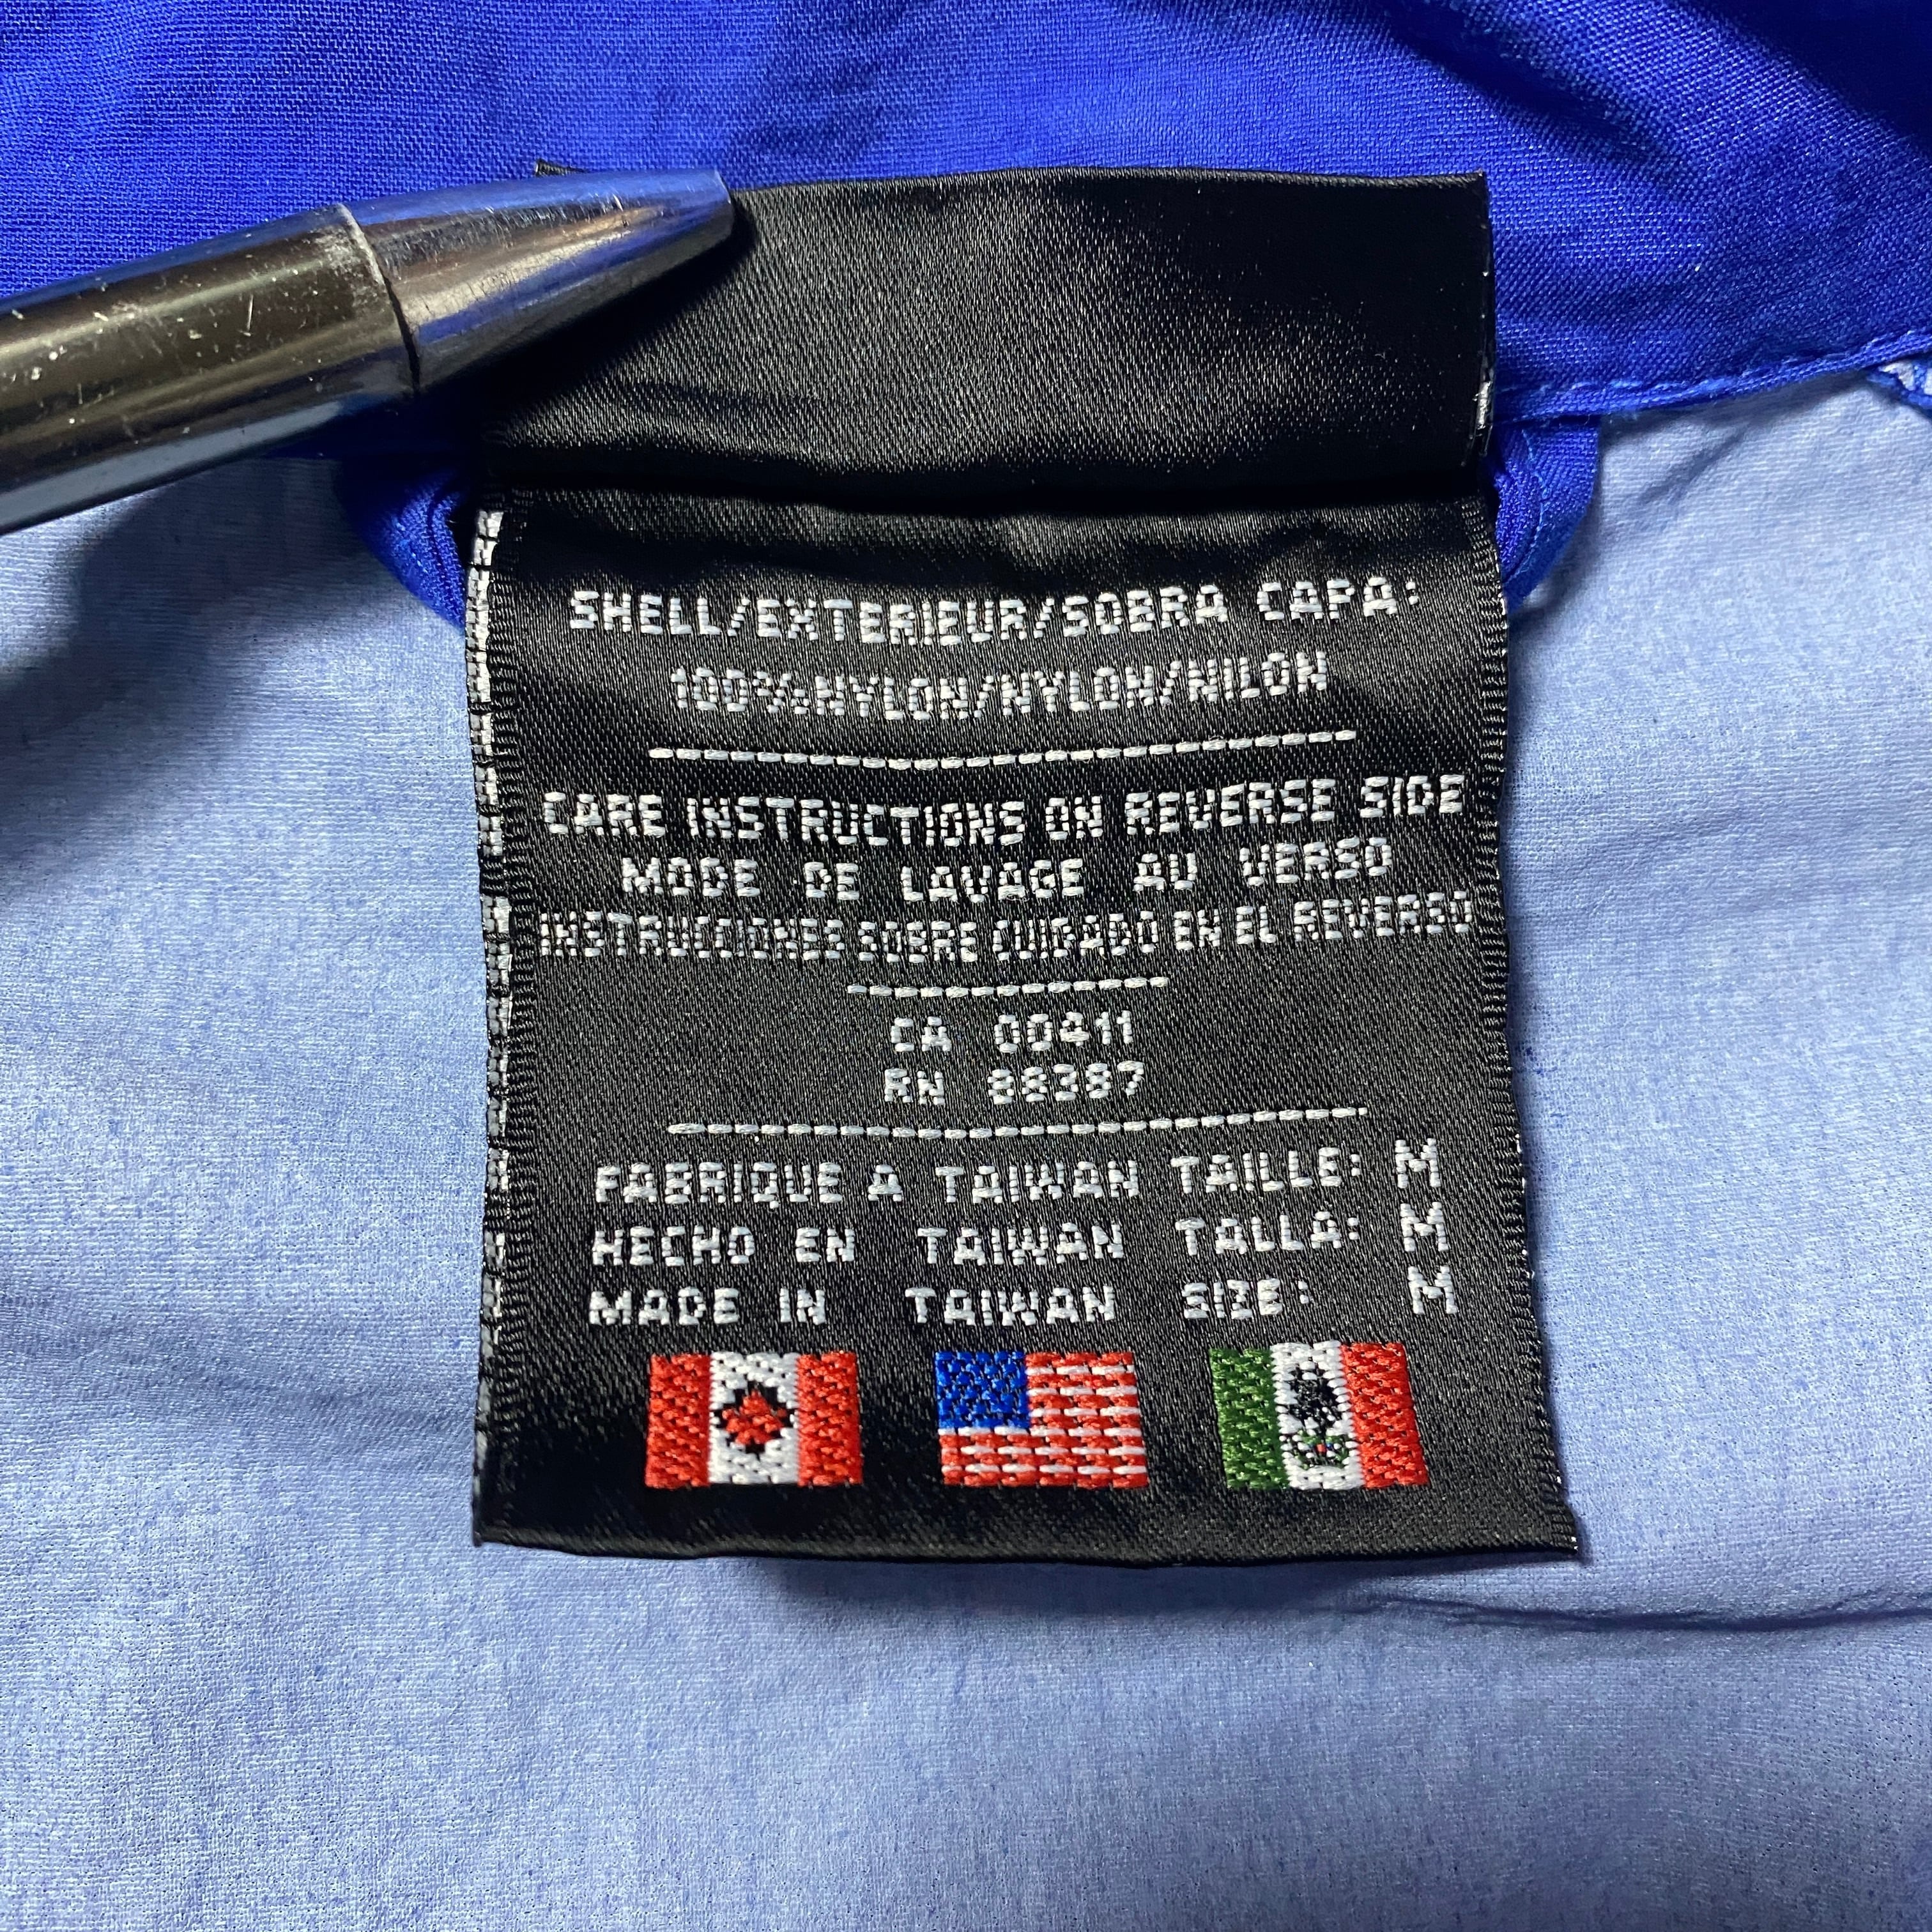 SHELL/EXTERIEUR/SOBRA CAPA:
100%NYLON/NYLON/NILON
CARE INSTRUCTIONS ON REVERSE SIDE
MODE DE LAVAGE AU VERSO
INSTRUCCIONES SOBRE CUIDADO EN EL REVERSO
CA 00411
RN 88387
FABRIQUE A TAIWAN TAILLE: M
HECHO EN TAIWAN TALLA: M
MADE IN TAIWAN SIZE: M